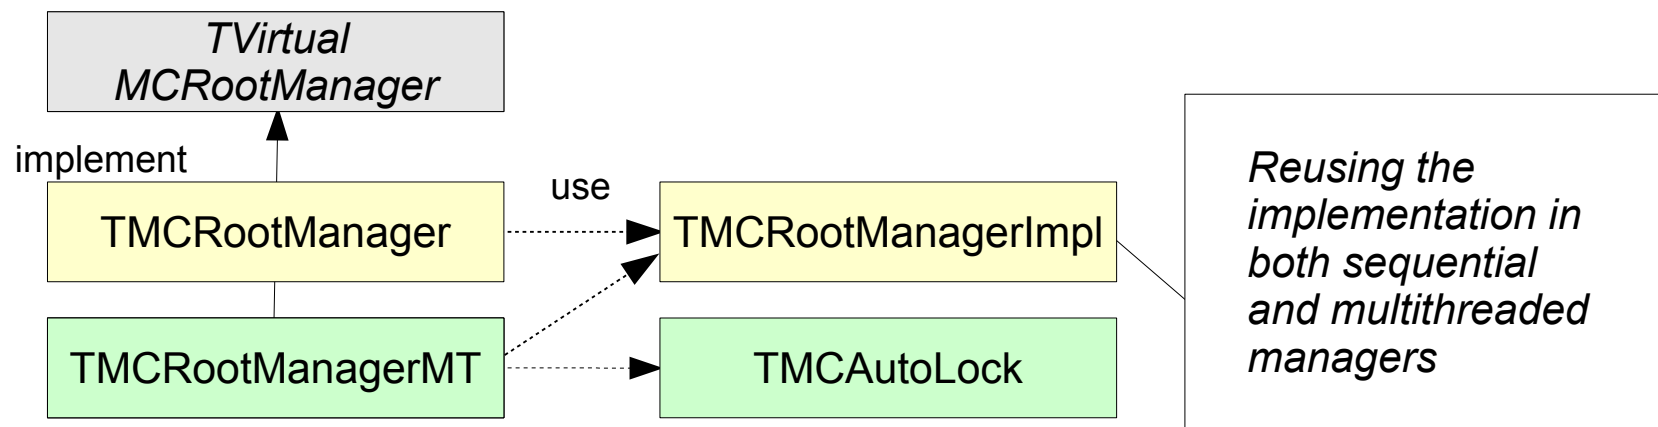 TVirtual
MCRootManager
implement
TMCRootManager
use
TMCRootManagerImpl
TMCRootManagerMT
TMCAutoLock
Reusing the
implementation in
both sequential
and multithreaded
managers